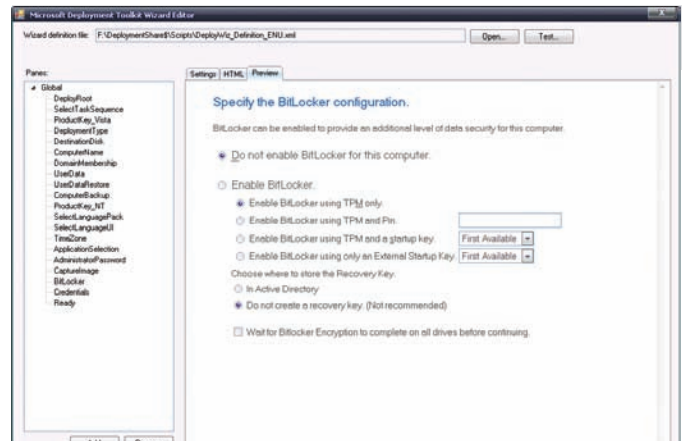 Microsoft Deployment Toolkit Wizard Editor
Wizard definition file: F:\DeploymentShare$\Scripts\DeployWiz_Definition_ENU.xml Open... Test...
Panes:
Settings HTML Preview
Global
DeployRoot
SelectTaskSequence
ProductKey_Vista
DeploymentType
DestinationDisk
ComputerName
DomainMembership
UserData
UserDataRestore
ComputerBackup
ProductKey_NT
SelectLanguagePack
SelectLanguageUI
TimeZone
ApplicationSelection
AdministratorPassword
CaptureImage
BitLocker
Credentials
Ready
Specify the BitLocker configuration.
BitLocker can be enabled to provide an additional level of data security for this computer.
Do not enable BitLocker for this computer.
Enable BitLocker.
Enable BitLocker using TPM only.
Enable BitLocker using TPM and Pin.
Enable BitLocker using TPM and a startup key. First Available
Enable BitLocker using only an External Startup Key. First Available
Choose where to store the Recovery Key.
In Active Directory
Do not create a recovery key. (Not recommended)
Wait for Bitlocker Encryption to complete on all drives before continuing.